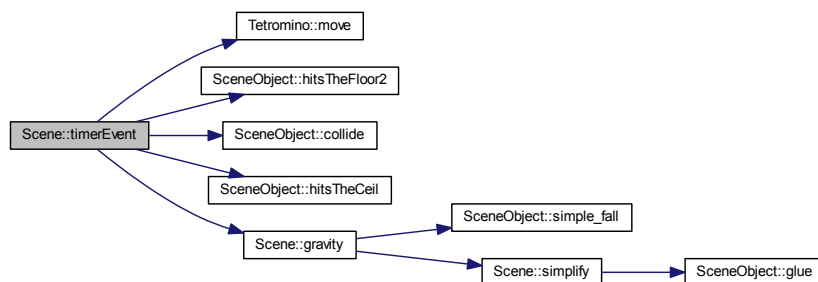 Tetromino::move
SceneObject::hitsTheFloor2
Scene::timerEvent
SceneObject::collide
SceneObject::hitsTheCeil
SceneObject::simple_fall
Scene::gravity
Scene::simplify
SceneObject::glue